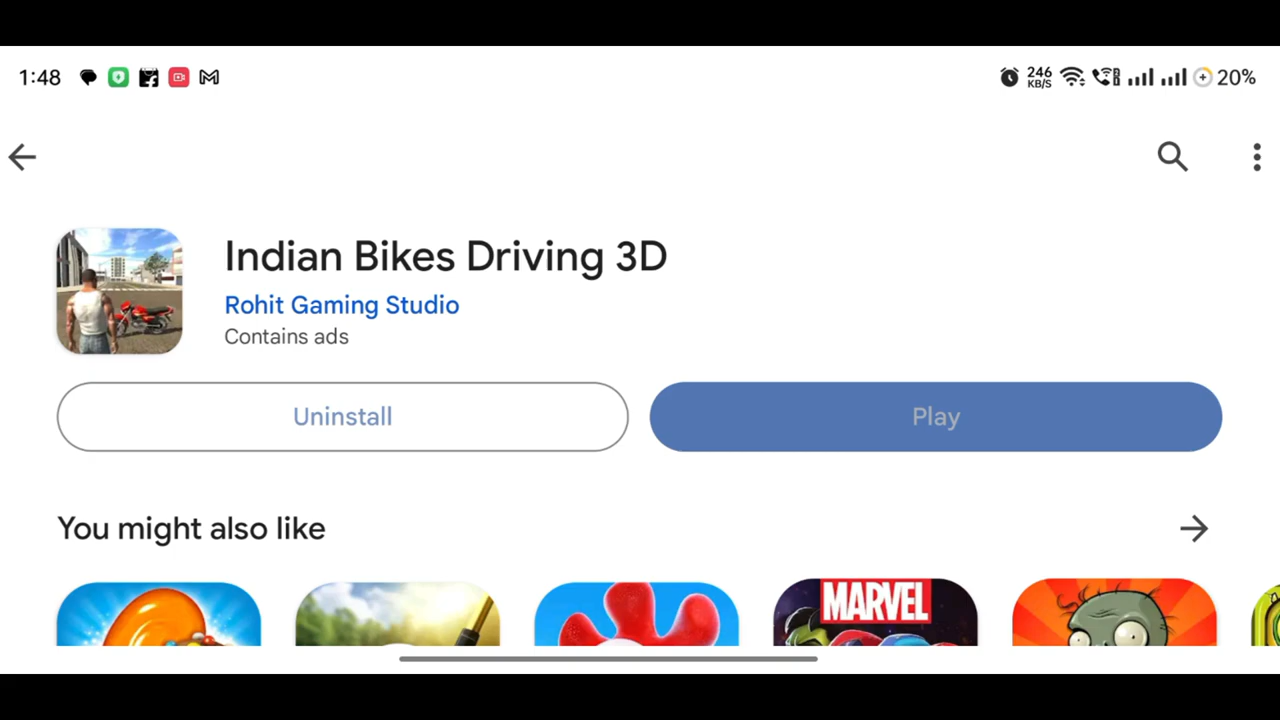 1:48
246 KB/S
20%
Indian Bikes Driving 3D
Rohit Gaming Studio
Contains ads
Uninstall
Play
You might also like
MARVEL